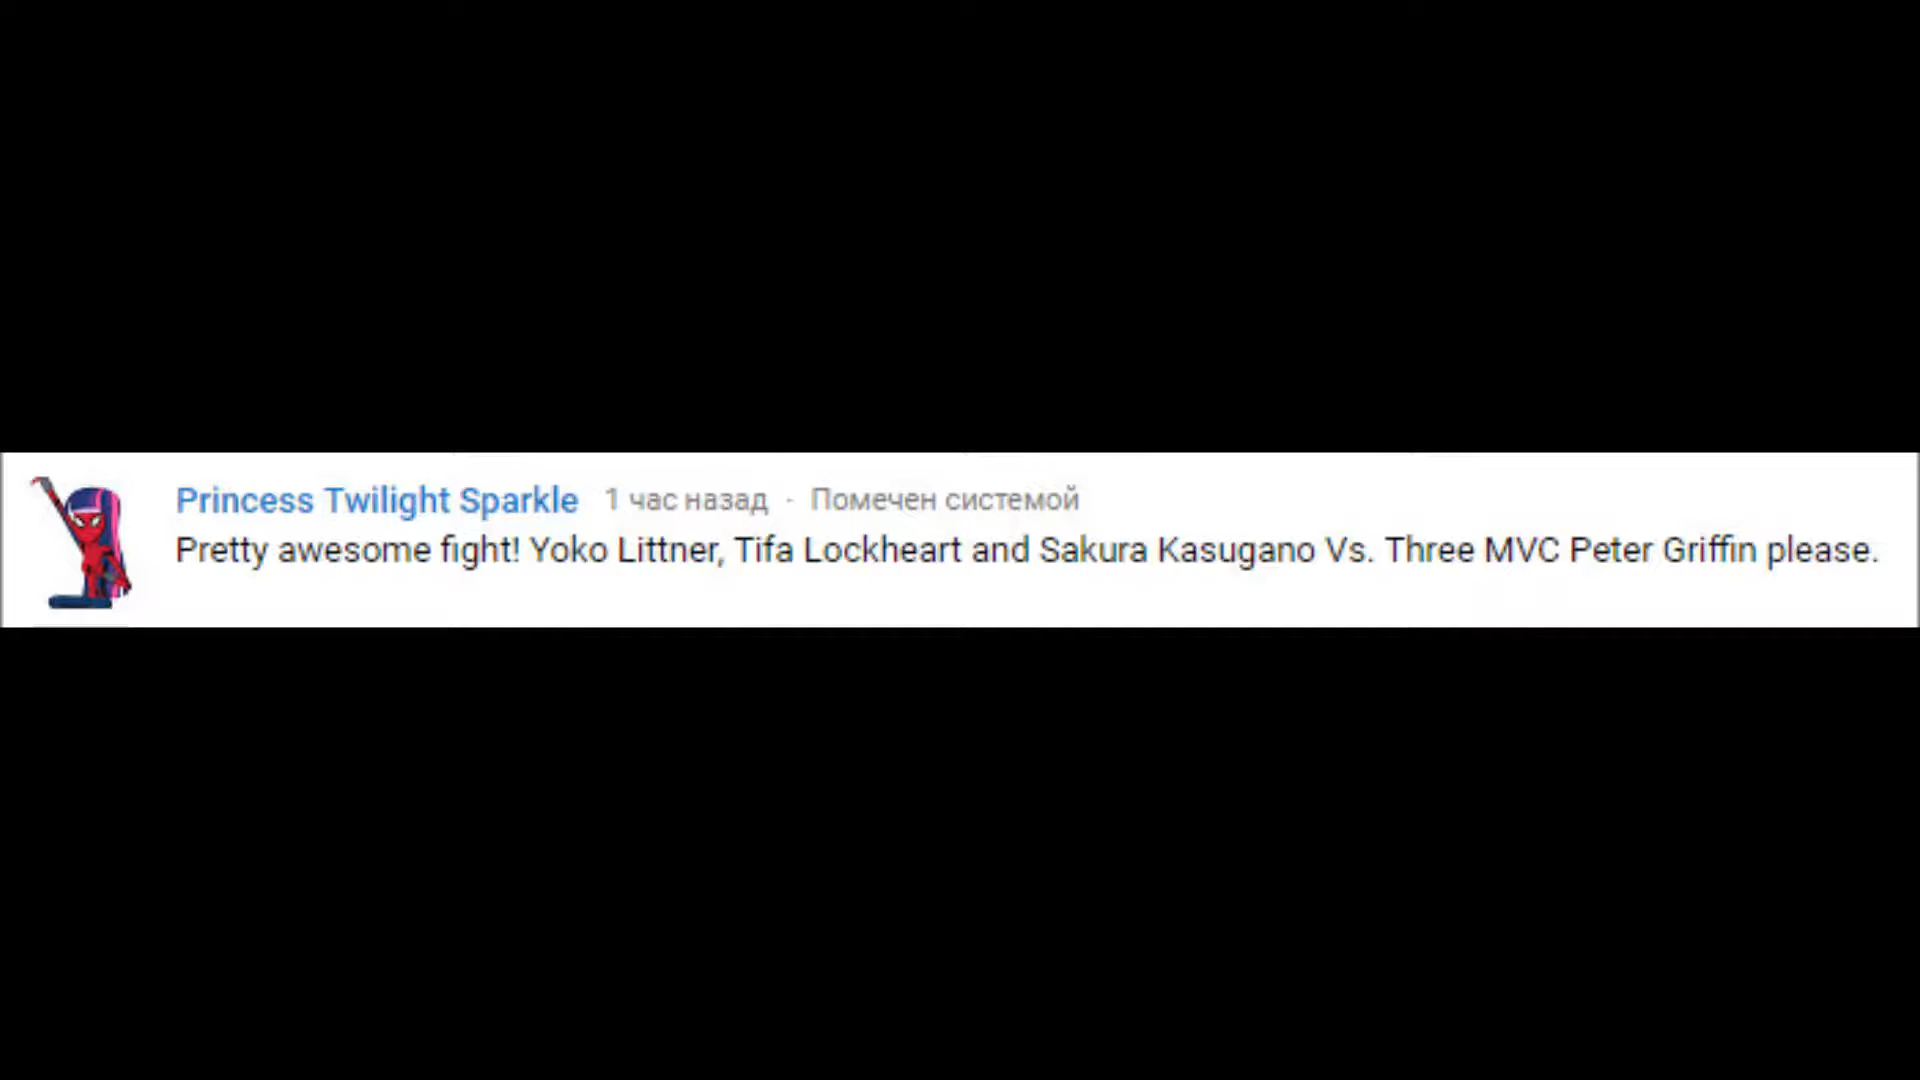 Princess Twilight Sparkle 1 час назад · Помечен системой
Pretty awesome fight! Yoko Littner, Tifa Lockheart and Sakura Kasugano Vs. Three MVC Peter Griffin please.